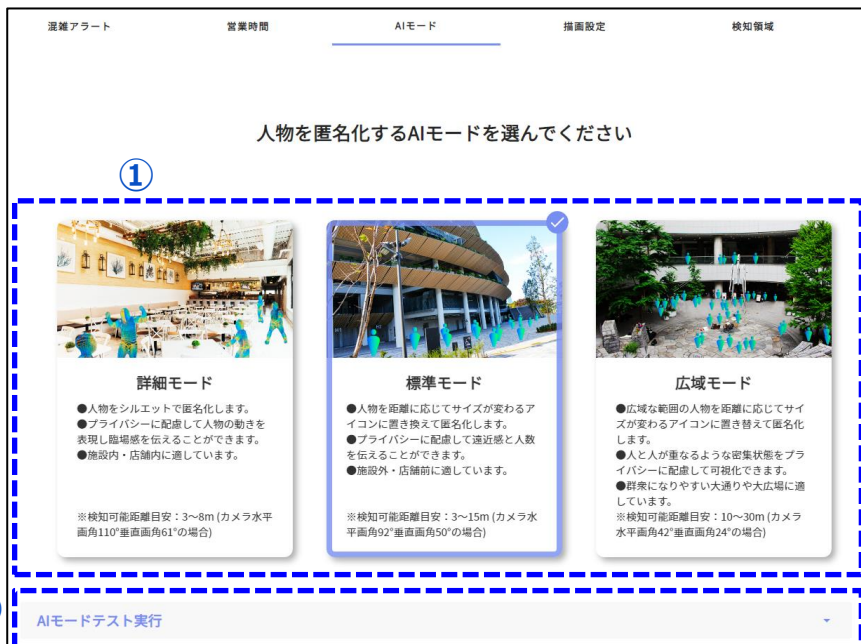 混雑アラート 営業時間 AIモード 描画設定 検知領域
人物を匿名化するAIモードを選んでください
①
詳細モード
●人物をシルエットで匿名化します。
●プライバシーに配慮して人物の動きを
表現し臨場感を伝えることができます。
●施設内・店舗内に適しています。
※検知可能距離目安：3～8m (カメラ水平
画角110°垂直画角61°の場合)
標準モード
●人物を距離に応じてサイズが変わるア
イコンに置き換えて匿名化します。
●プライバシーに配慮して遠近感と人数
を伝えることができます。
●施設外・店舗前に適しています。
※検知可能距離目安：3～15m (カメラ水
平画角92°垂直画角50°の場合)
広域モード
●広域な範囲の人物を距離に応じてサイ
ズが変わるアイコンに置き替えて匿名化
します。
●人と人が重なるような密集状態をプラ
イバシーに配慮して可視化できます。
●群衆になりやすい大通りや大広場に適
しています。
※検知可能距離目安：10～30m (カメラ
水平画角42°垂直画角24°の場合)
AIモードテスト実行